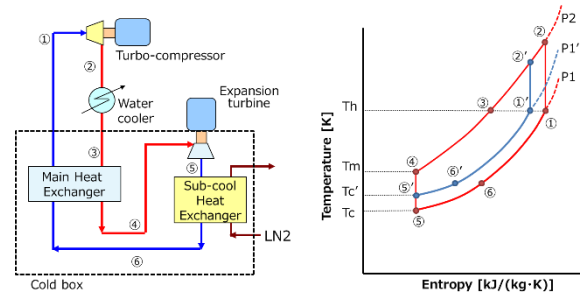 ①
Turbo-compressor
②
Water
cooler
Expansion
turbine
③
Main Heat
Exchanger
④
⑤
Sub-cool
Heat
Exchanger
LN2
⑥
Cold box
Temperature [K]
Th
Tm
Tc′
Tc
P2
P1′
P1
②
②′
③
①′
①
④
⑥′
⑤′
⑥
⑤
Entropy [kJ/(kg·K)]